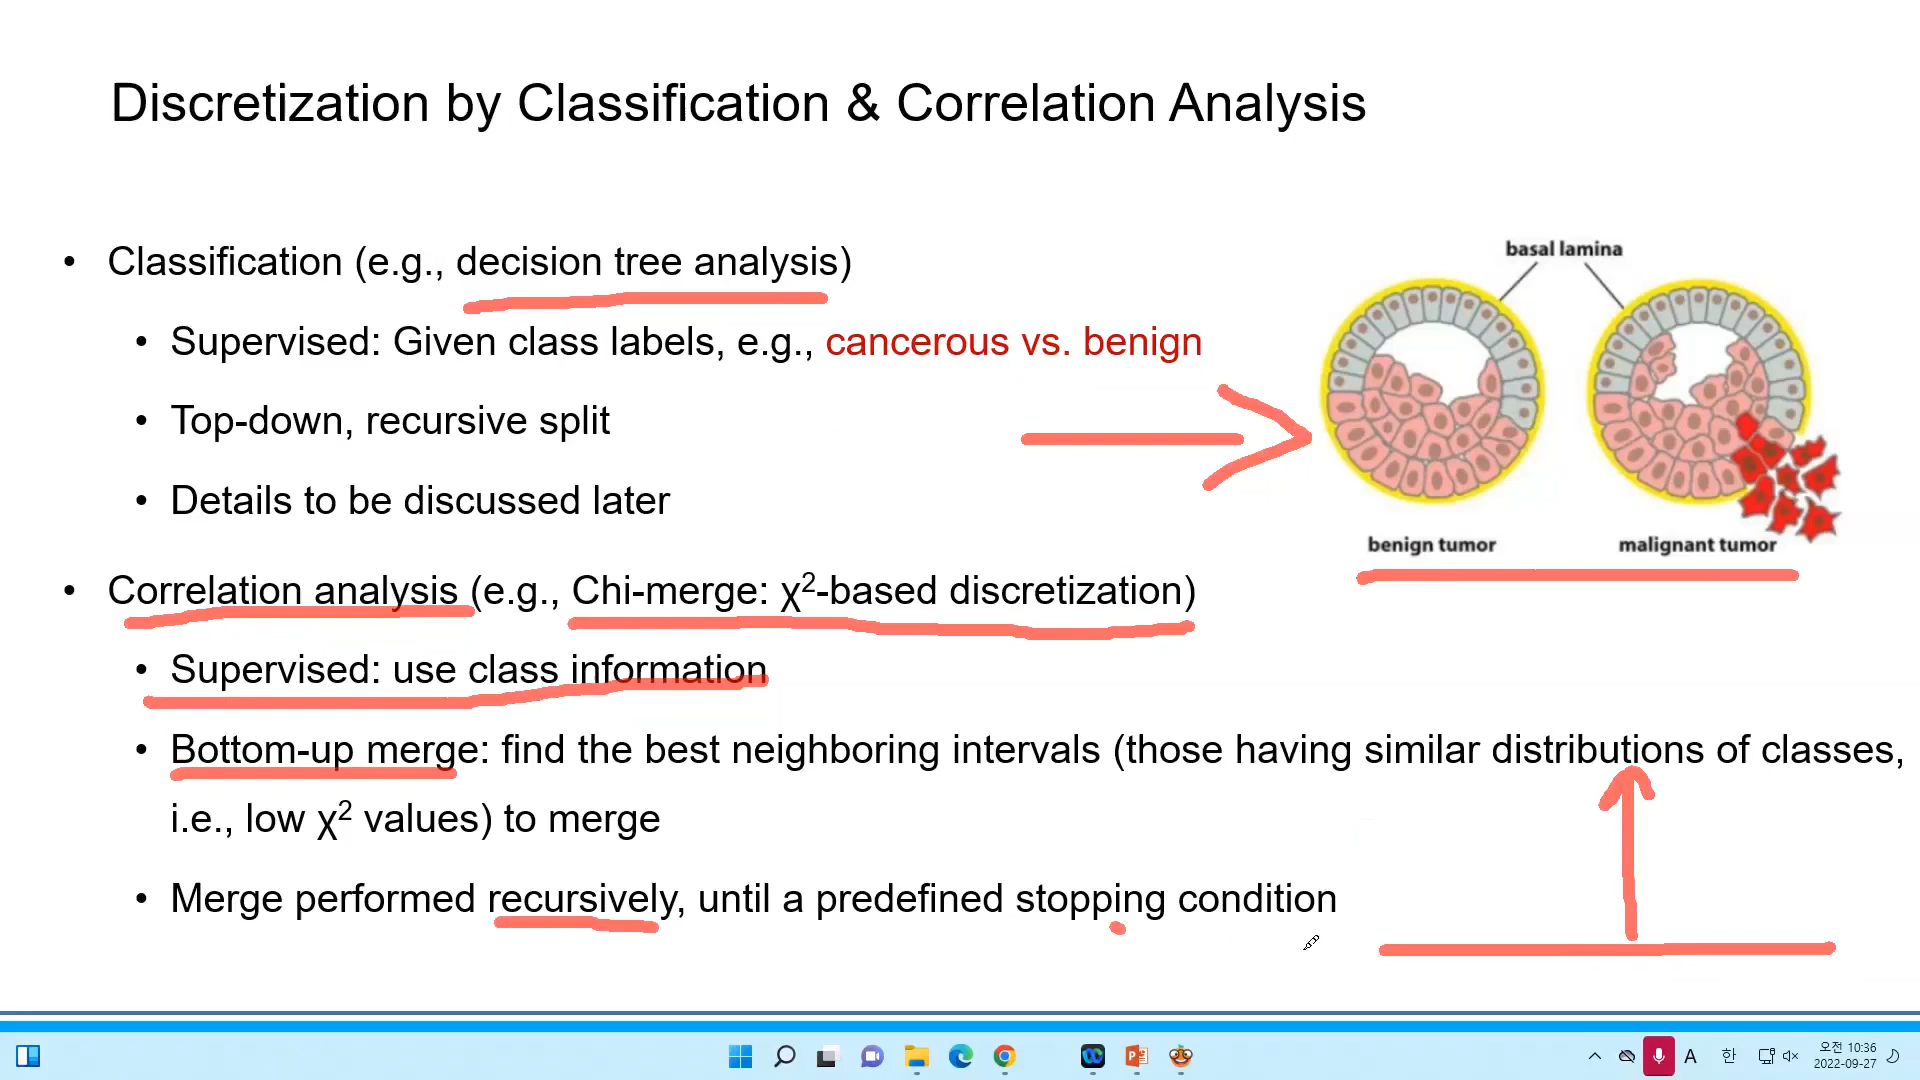 Discretization by Classification & Correlation Analysis
• Classification (e.g., decision tree analysis)
• Supervised: Given class labels, e.g., cancerous vs. benign
• Top-down, recursive split
• Details to be discussed later
basal lamina
benign tumor
malignant tumor
• Correlation analysis (e.g., Chi-merge: χ²-based discretization)
• Supervised: use class information
• Bottom-up merge: find the best neighboring intervals (those having similar distributions of classes,
i.e., low χ² values) to merge
• Merge performed recursively, until a predefined stopping condition
A
한
오전 10:36
2022-09-27